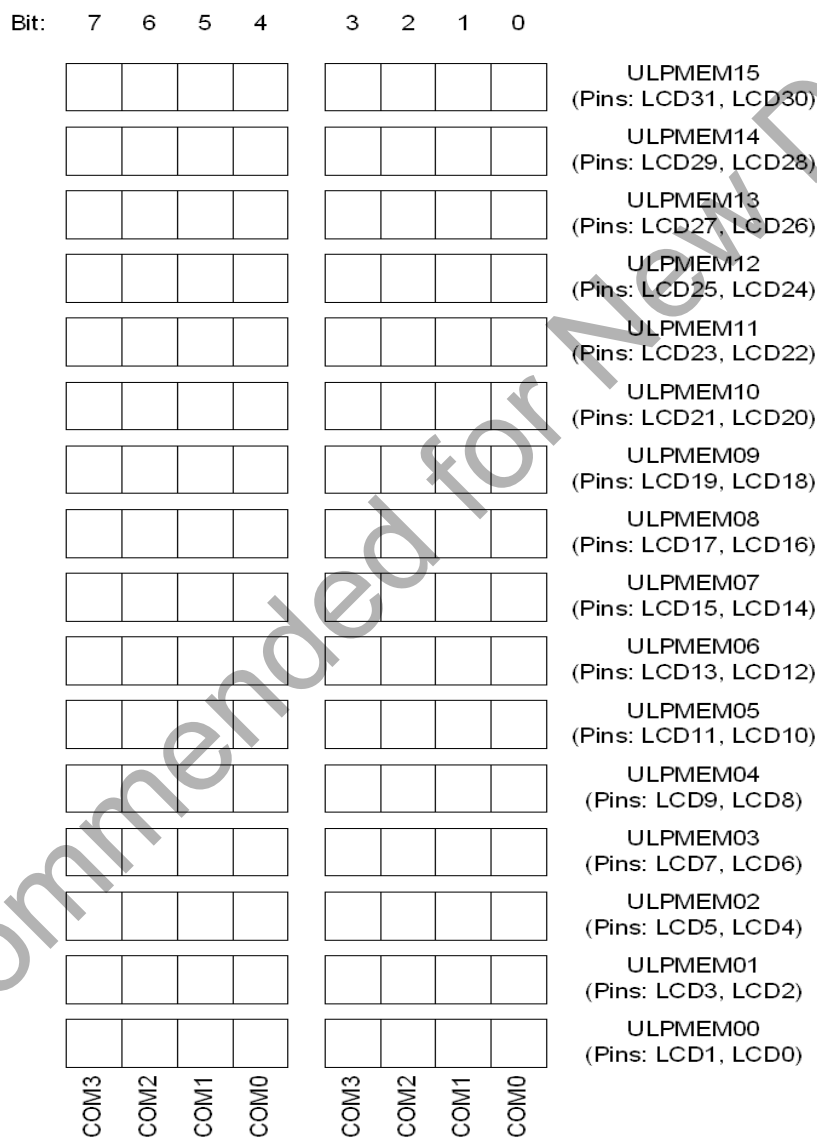 Bit: 7 6 5 4 3 2 1 0
ULPMEM15
(Pins: LCD31, LCD30)
ULPMEM14
(Pins: LCD29, LCD28)
ULPMEM13
(Pins: LCD27, LCD26)
ULPMEM12
(Pins: LCD25, LCD24)
ULPMEM11
(Pins: LCD23, LCD22)
ULPMEM10
(Pins: LCD21, LCD20)
ULPMEM09
(Pins: LCD19, LCD18)
ULPMEM08
(Pins: LCD17, LCD16)
ULPMEM07
(Pins: LCD15, LCD14)
ULPMEM06
(Pins: LCD13, LCD12)
ULPMEM05
(Pins: LCD11, LCD10)
ULPMEM04
(Pins: LCD9, LCD8)
ULPMEM03
(Pins: LCD7, LCD6)
ULPMEM02
(Pins: LCD5, LCD4)
ULPMEM01
(Pins: LCD3, LCD2)
ULPMEM00
(Pins: LCD1, LCD0)
COM3 COM2 COM1 COM0 COM3 COM2 COM1 COM0
ommended for New D